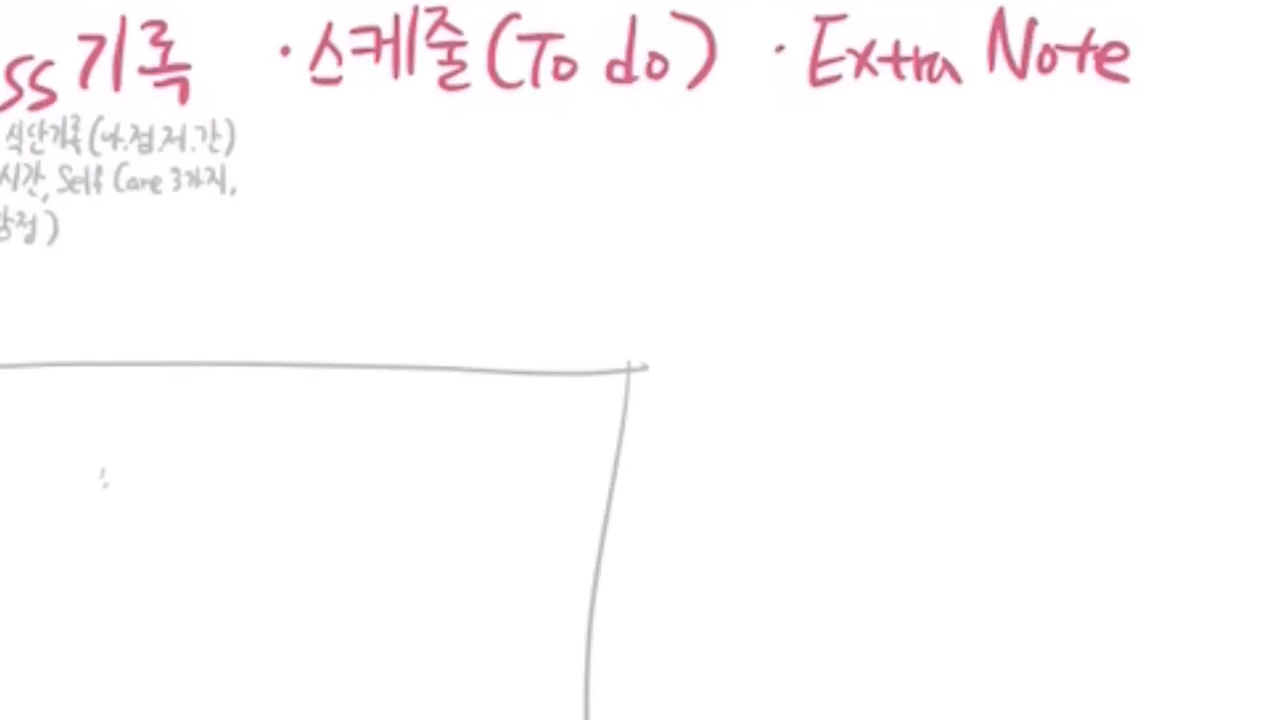 ss 기록 · 스케줄 (To do) · Extra Note
식단기록 (아.점.저.간)
시간, Self Care 3가지,
감정)